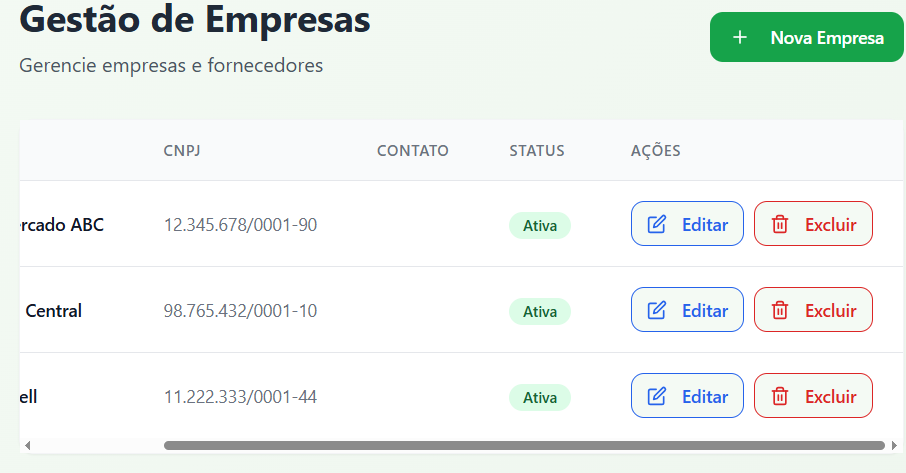 Gestão de Empresas
+ Nova Empresa
Gerencie empresas e fornecedores
CNPJ CONTATO STATUS AÇÕES
rcado ABC 12.345.678/0001-90 Ativa Editar Excluir
Central 98.765.432/0001-10 Ativa Editar Excluir
ell 11.222.333/0001-44 Ativa Editar Excluir